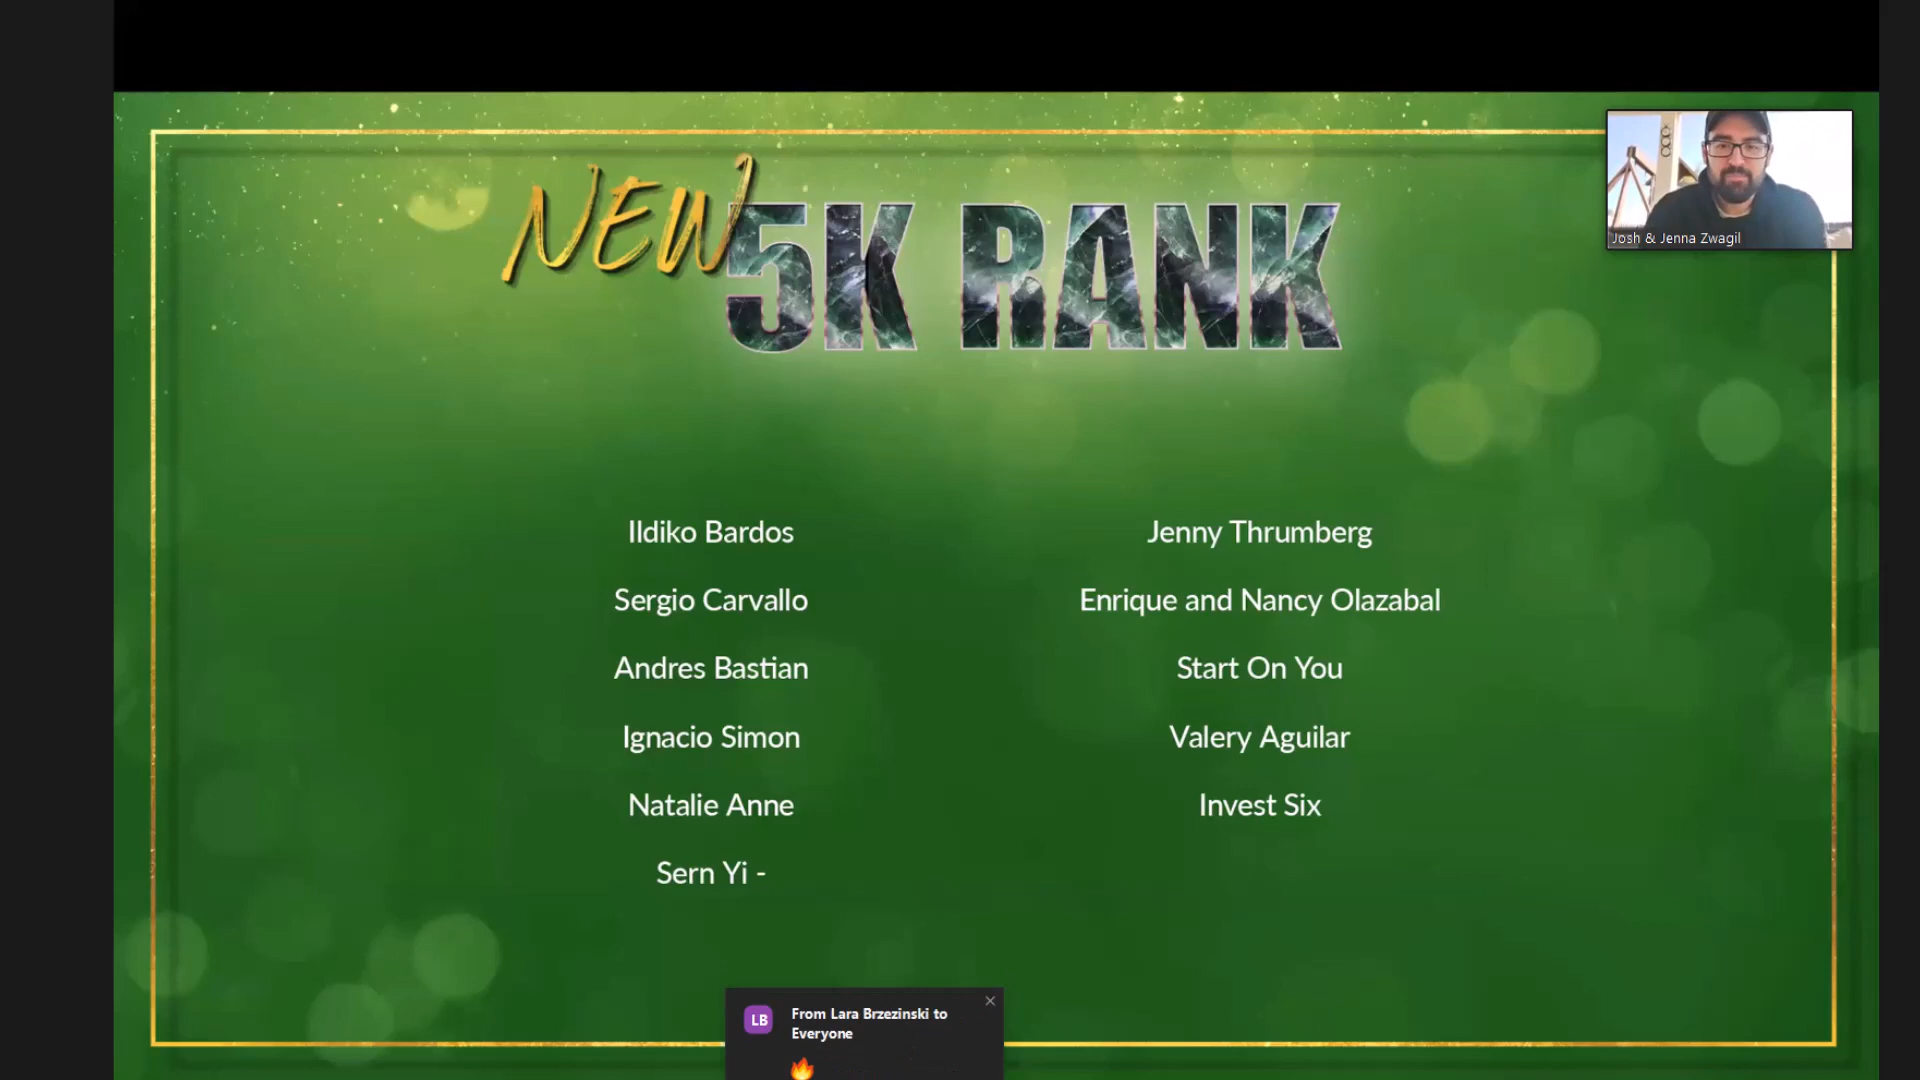 NEW 5K RANK
Josh & Jenna Zwagil
Ildiko Bardos
Sergio Carvallo
Andres Bastian
Ignacio Simon
Natalie Anne
Sern Yi -
Jenny Thrumberg
Enrique and Nancy Olazabal
Start On You
Valery Aguilar
Invest Six
LB
From Lara Brzezinski to
Everyone